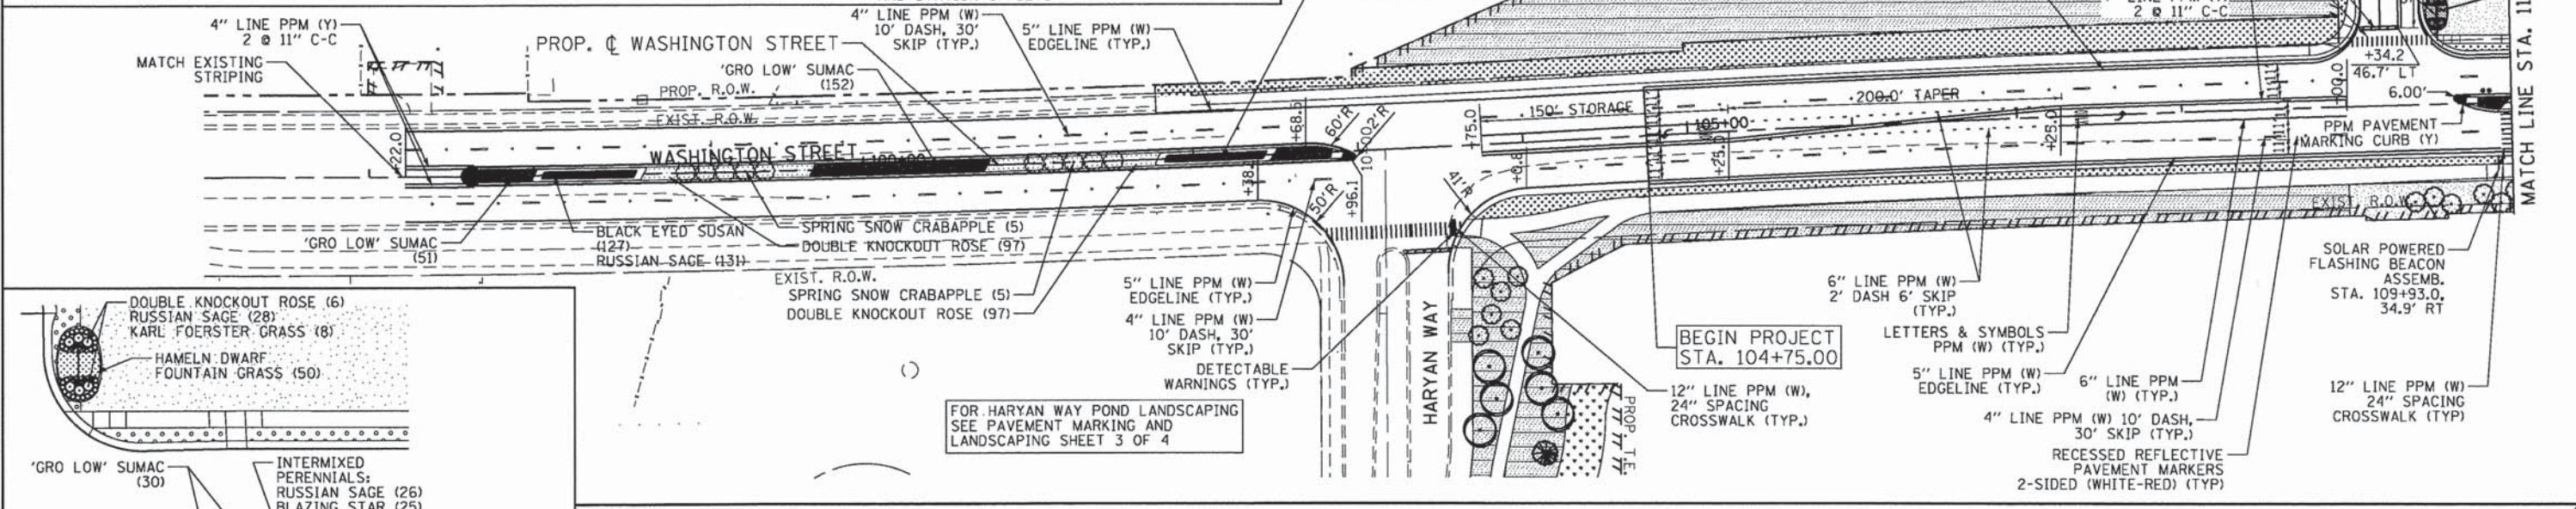 4" LINE PPM (Y)
2 @ 11" C-C
MATCH EXISTING
STRIPING
PROP. ℄ WASHINGTON STREET
4" LINE PPM (W)
10' DASH, 30'
SKIP (TYP.)
5" LINE PPM (W)
EDGELINE (TYP.)
'GRO LOW' SUMAC
(152)
PROP. R.O.W.
EXIST. R.O.W.
WASHINGTON STREET
+22.0
'GRO LOW' SUMAC
(51)
BLACK EYED SUSAN
(127)
RUSSIAN SAGE (131)
SPRING SNOW CRABAPPLE (5)
DOUBLE KNOCKOUT ROSE (97)
EXIST. R.O.W.
SPRING SNOW CRABAPPLE (5)
DOUBLE KNOCKOUT ROSE (97)
60'R
50'R
+96.1
41'R
+75.0
+0.8
150' STORAGE
105+00
200.0' TAPER
+25.0
+25.0
+00.0
2 @ 11" C-C
+34.2
46.7' LT
6.00'
PPM PAVEMENT
MARKING CURB (Y)
MATCH LINE STA. 11
EXIST. R.O.W.
5" LINE PPM (W)
EDGELINE (TYP.)
4" LINE PPM (W)
10' DASH, 30'
SKIP (TYP.)
DETECTABLE
WARNINGS (TYP.)
HARYAN WAY
PROP. T.E.
12" LINE PPM (W),
24" SPACING
CROSSWALK (TYP.)
BEGIN PROJECT
STA. 104+75.00
6" LINE PPM (W)
2' DASH 6' SKIP
(TYP.)
LETTERS & SYMBOLS
PPM (W) (TYP.)
5" LINE PPM (W)
EDGELINE (TYP.)
6" LINE PPM
(W) (TYP.)
4" LINE PPM (W) 10' DASH,
30' SKIP (TYP.)
RECESSED REFLECTIVE
PAVEMENT MARKERS
2-SIDED (WHITE-RED) (TYP)
SOLAR POWERED
FLASHING BEACON
ASSEMB.
STA. 109+93.0,
34.9' RT
12" LINE PPM (W)
24" SPACING
CROSSWALK (TYP)
FOR HARYAN WAY POND LANDSCAPING
SEE PAVEMENT MARKING AND
LANDSCAPING SHEET 3 OF 4
DOUBLE KNOCKOUT ROSE (6)
RUSSIAN SAGE (28)
KARL FOERSTER GRASS (8)
HAMELN DWARF
FOUNTAIN GRASS (50)
'GRO LOW' SUMAC
(30)
INTERMIXED
PERENNIALS:
RUSSIAN SAGE (26)
BLAZING STAR (25)